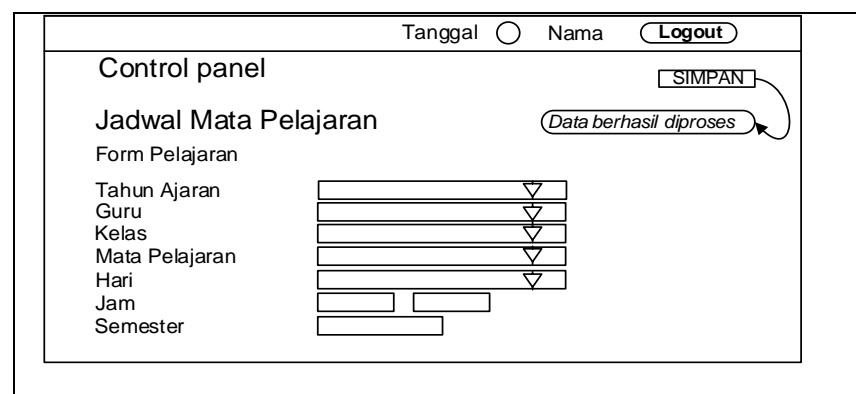 Tanggal Nama Logout
Control panel
SIMPAN
Jadwal Mata Pelajaran
Data berhasil diproses
Form Pelajaran
Tahun Ajaran
Guru
Kelas
Mata Pelajaran
Hari
Jam
Semester